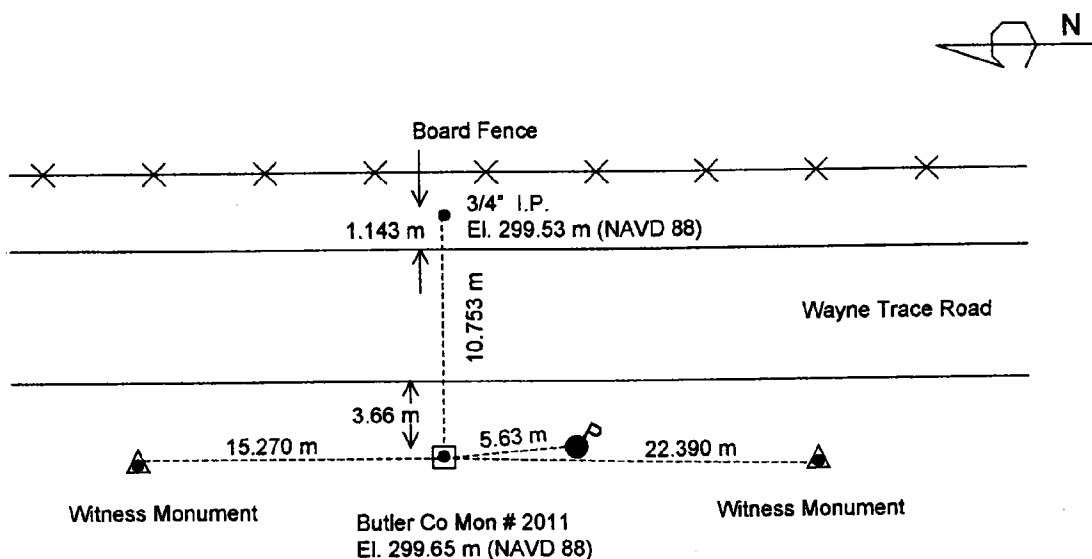 N
Board Fence
3/4" I.P.
1.143 m
El. 299.53 m (NAVD 88)
10.753 m
Wayne Trace Road
3.66 m
15.270 m
5.63 m
P
22.390 m
Witness Monument
Witness Monument
Butler Co Mon # 2011
El. 299.65 m (NAVD 88)